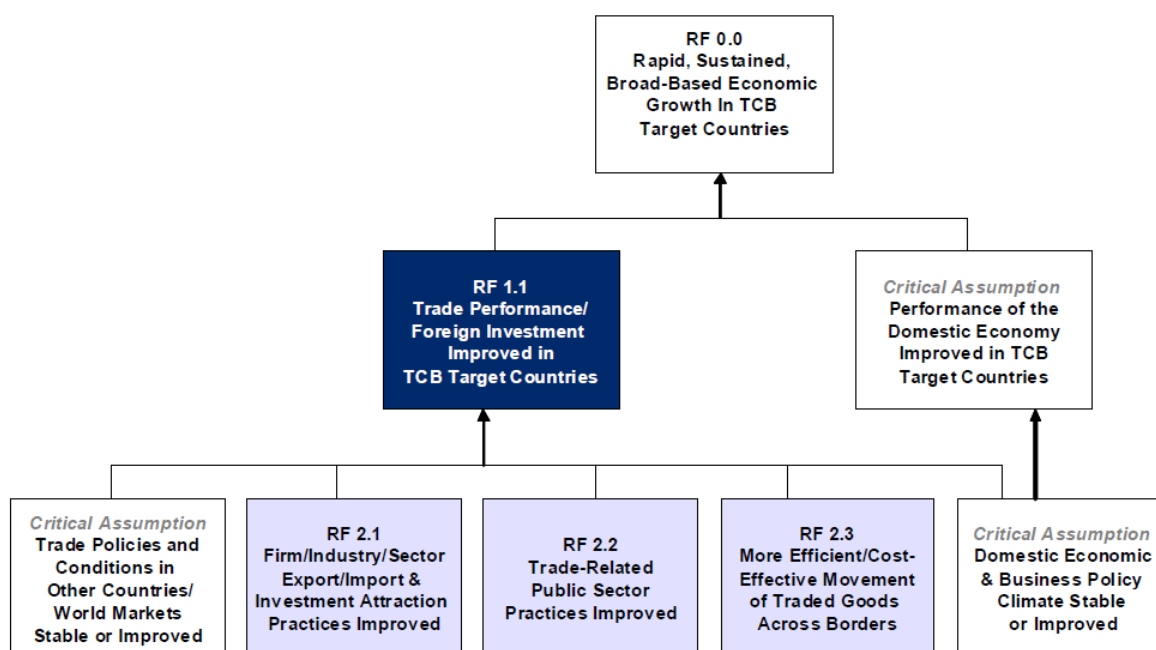 RF 0.0
Rapid, Sustained,
Broad-Based Economic
Growth In TCB
Target Countries
RF 1.1
Trade Performance/
Foreign Investment
Improved in
TCB Target Countries
Critical Assumption
Performance of the
Domestic Economy
Improved in TCB
Target Countries
Critical Assumption
Trade Policies and
Conditions in
Other Countries/
World Markets
Stable or Improved
RF 2.1
Firm/Industry/Sector
Export/Import &
Investment Attraction
Practices Improved
RF 2.2
Trade-Related
Public Sector
Practices Improved
RF 2.3
More Efficient/Cost-
Effective Movement
of Traded Goods
Across Borders
Critical Assumption
Domestic Economic
& Business Policy
Climate Stable
or Improved